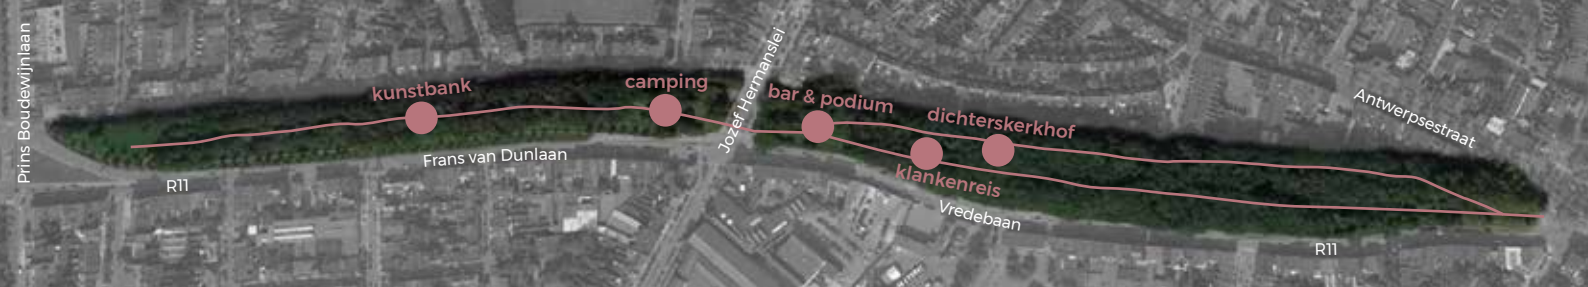 Prins Boudewijnlaan
kunstbank
camping
Jozef Hermanslei
bar & podium
dichterskerkhof
Antwerpsestraat
Frans van Dunlaan
klankenreis
R11
Vredebaan
R11